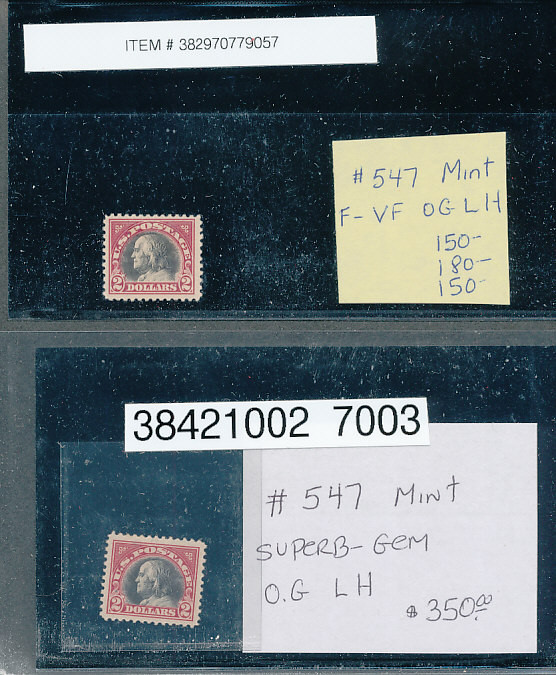 ITEM # 382970779057
# 547 Mint
F-VF OG LH
150-
180-
150-
U.S. POSTAGE
2 DOLLARS 2
38421002 7003
# 547 Mint
SUPERB-GEM
O.G LH
$350.00
U.S. POSTAGE
2 DOLLARS 2